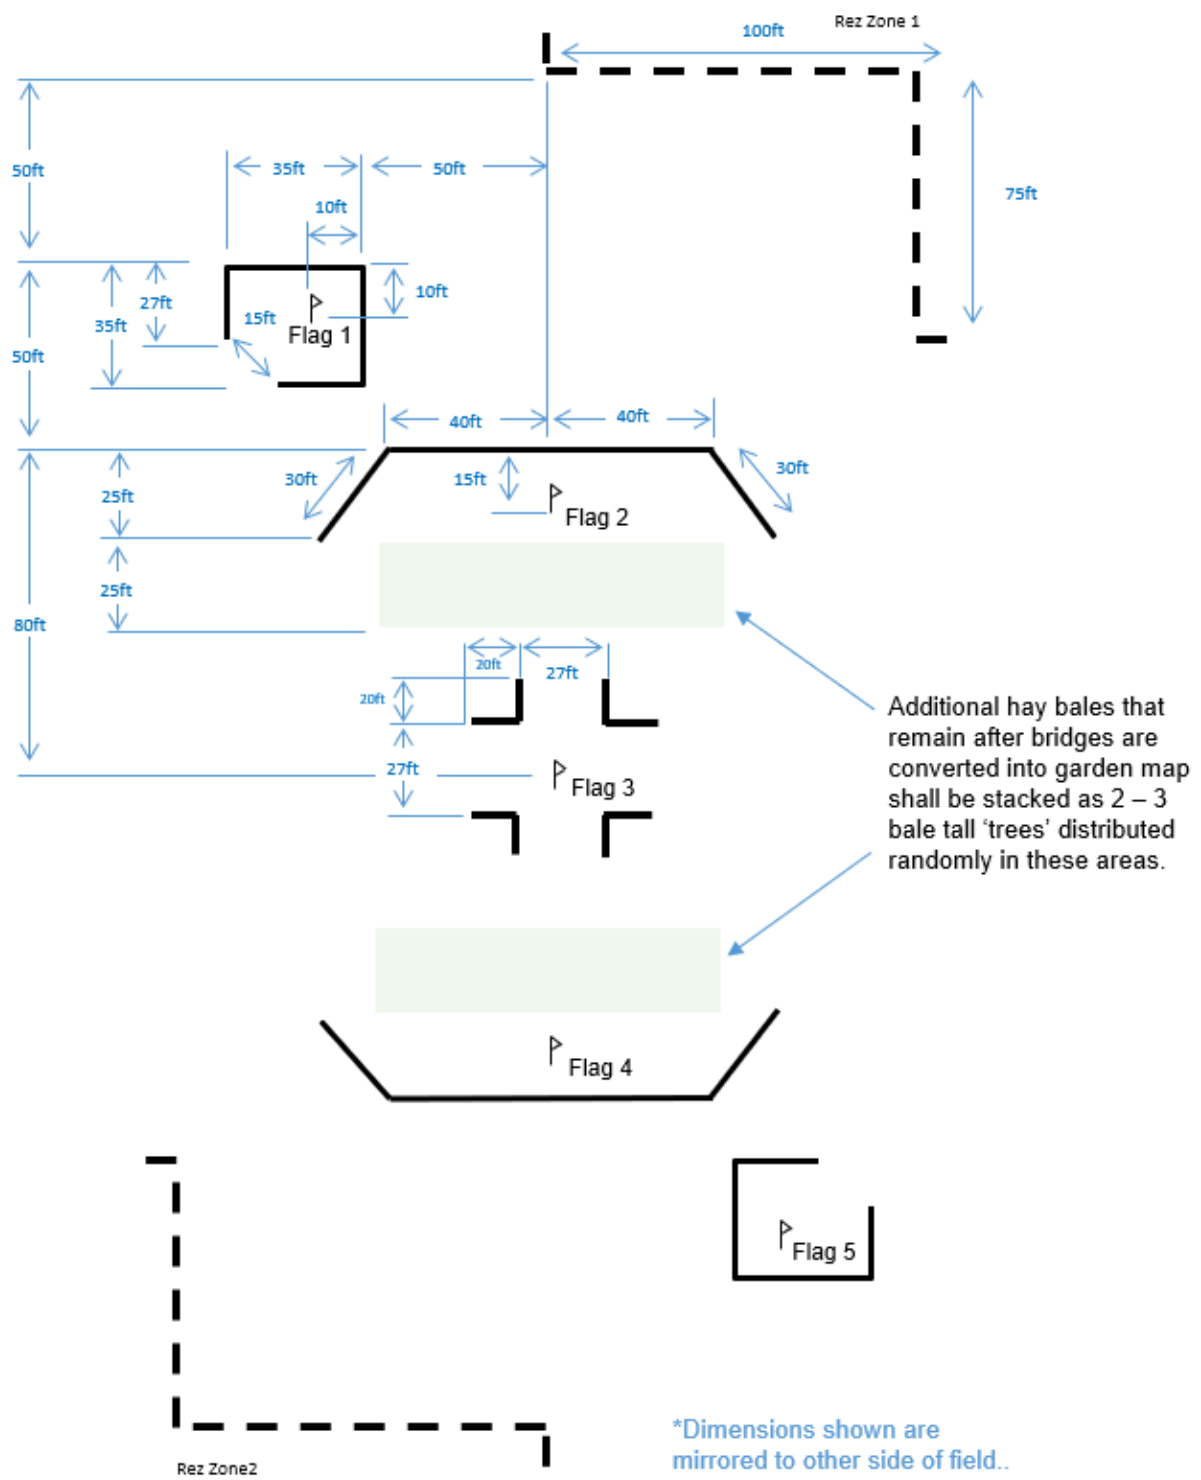 Rez Zone 1
100ft
50ft
35ft
50ft
75ft
10ft
27ft
10ft
35ft
15ft
Flag 1
50ft
40ft
40ft
30ft
15ft
30ft
25ft
Flag 2
25ft
80ft
20ft
27ft
20ft
Additional hay bales that
remain after bridges are
converted into garden map
shall be stacked as 2 – 3
bale tall ‘trees’ distributed
randomly in these areas.
27ft
Flag 3
Flag 4
Flag 5
*Dimensions shown are
mirrored to other side of field..
Rez Zone2